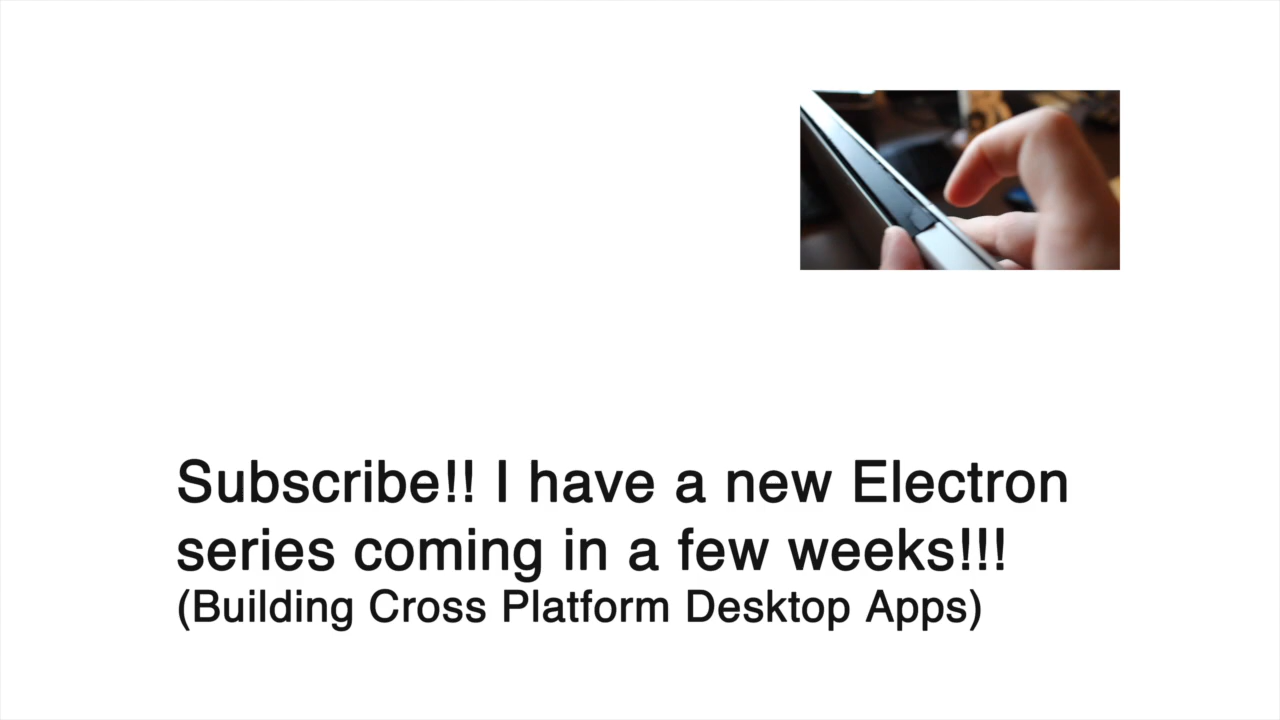 Subscribe!! I have a new Electron
series coming in a few weeks!!!
(Building Cross Platform Desktop Apps)